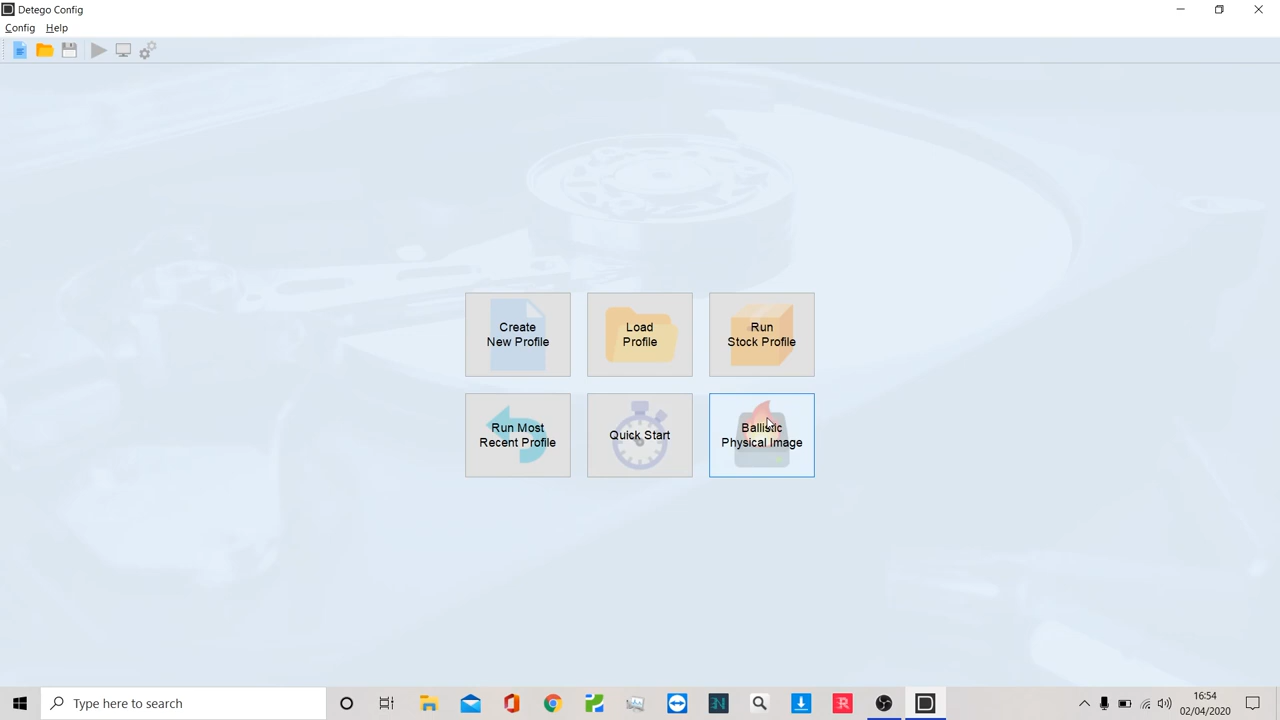 Detego Config
Config Help
Create
New Profile
Load
Profile
Run
Stock Profile
Run Most
Recent Profile
Quick Start
Ballistic
Physical Image
Type here to search
16:54
02/04/2020